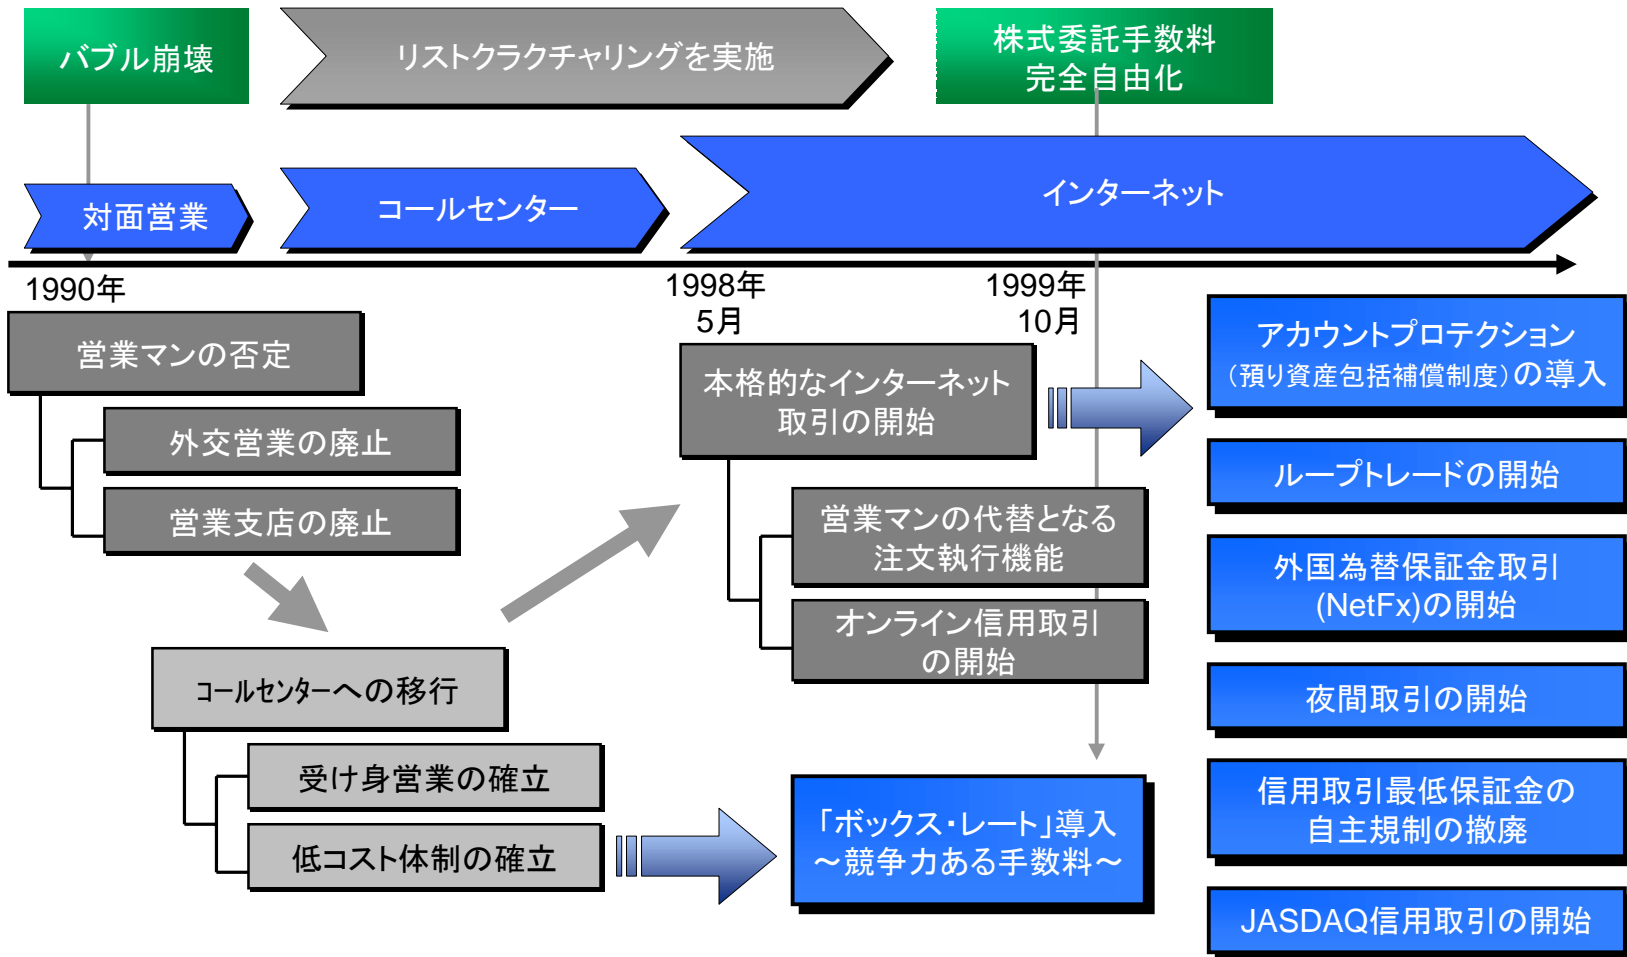 バブル崩壊
リストクラクチャリングを実施
株式委託手数料
完全自由化
対面営業
コールセンター
インターネット
1990年
1998年
5月
1999年
10月
営業マンの否定
外交営業の廃止
営業支店の廃止
コールセンターへの移行
受け身営業の確立
低コスト体制の確立
本格的なインターネット
取引の開始
営業マンの代替となる
注文執行機能
オンライン信用取引
の開始
「ボックス・レート」導入
～競争力ある手数料～
アカウントプロテクション
（預り資産包括補償制度）の導入
ループトレードの開始
外国為替保証金取引
(NetFx)の開始
夜間取引の開始
信用取引最低保証金の
自主規制の撤廃
JASDAQ信用取引の開始